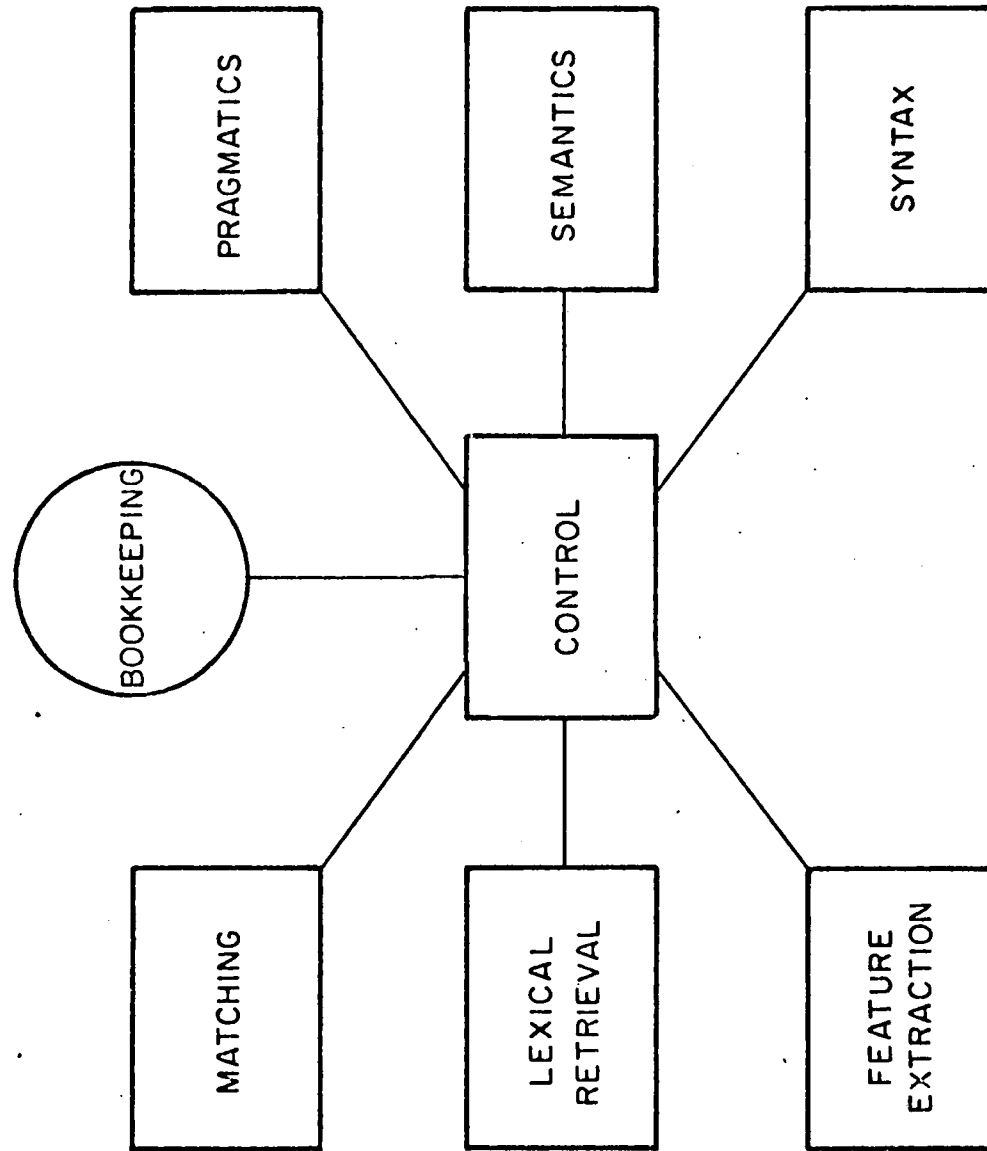 BOOKKEEPING
MATCHING
PRAGMATICS
LEXICAL
RETRIEVAL
CONTROL
SEMANTICS
FEATURE
EXTRACTION
SYNTAX